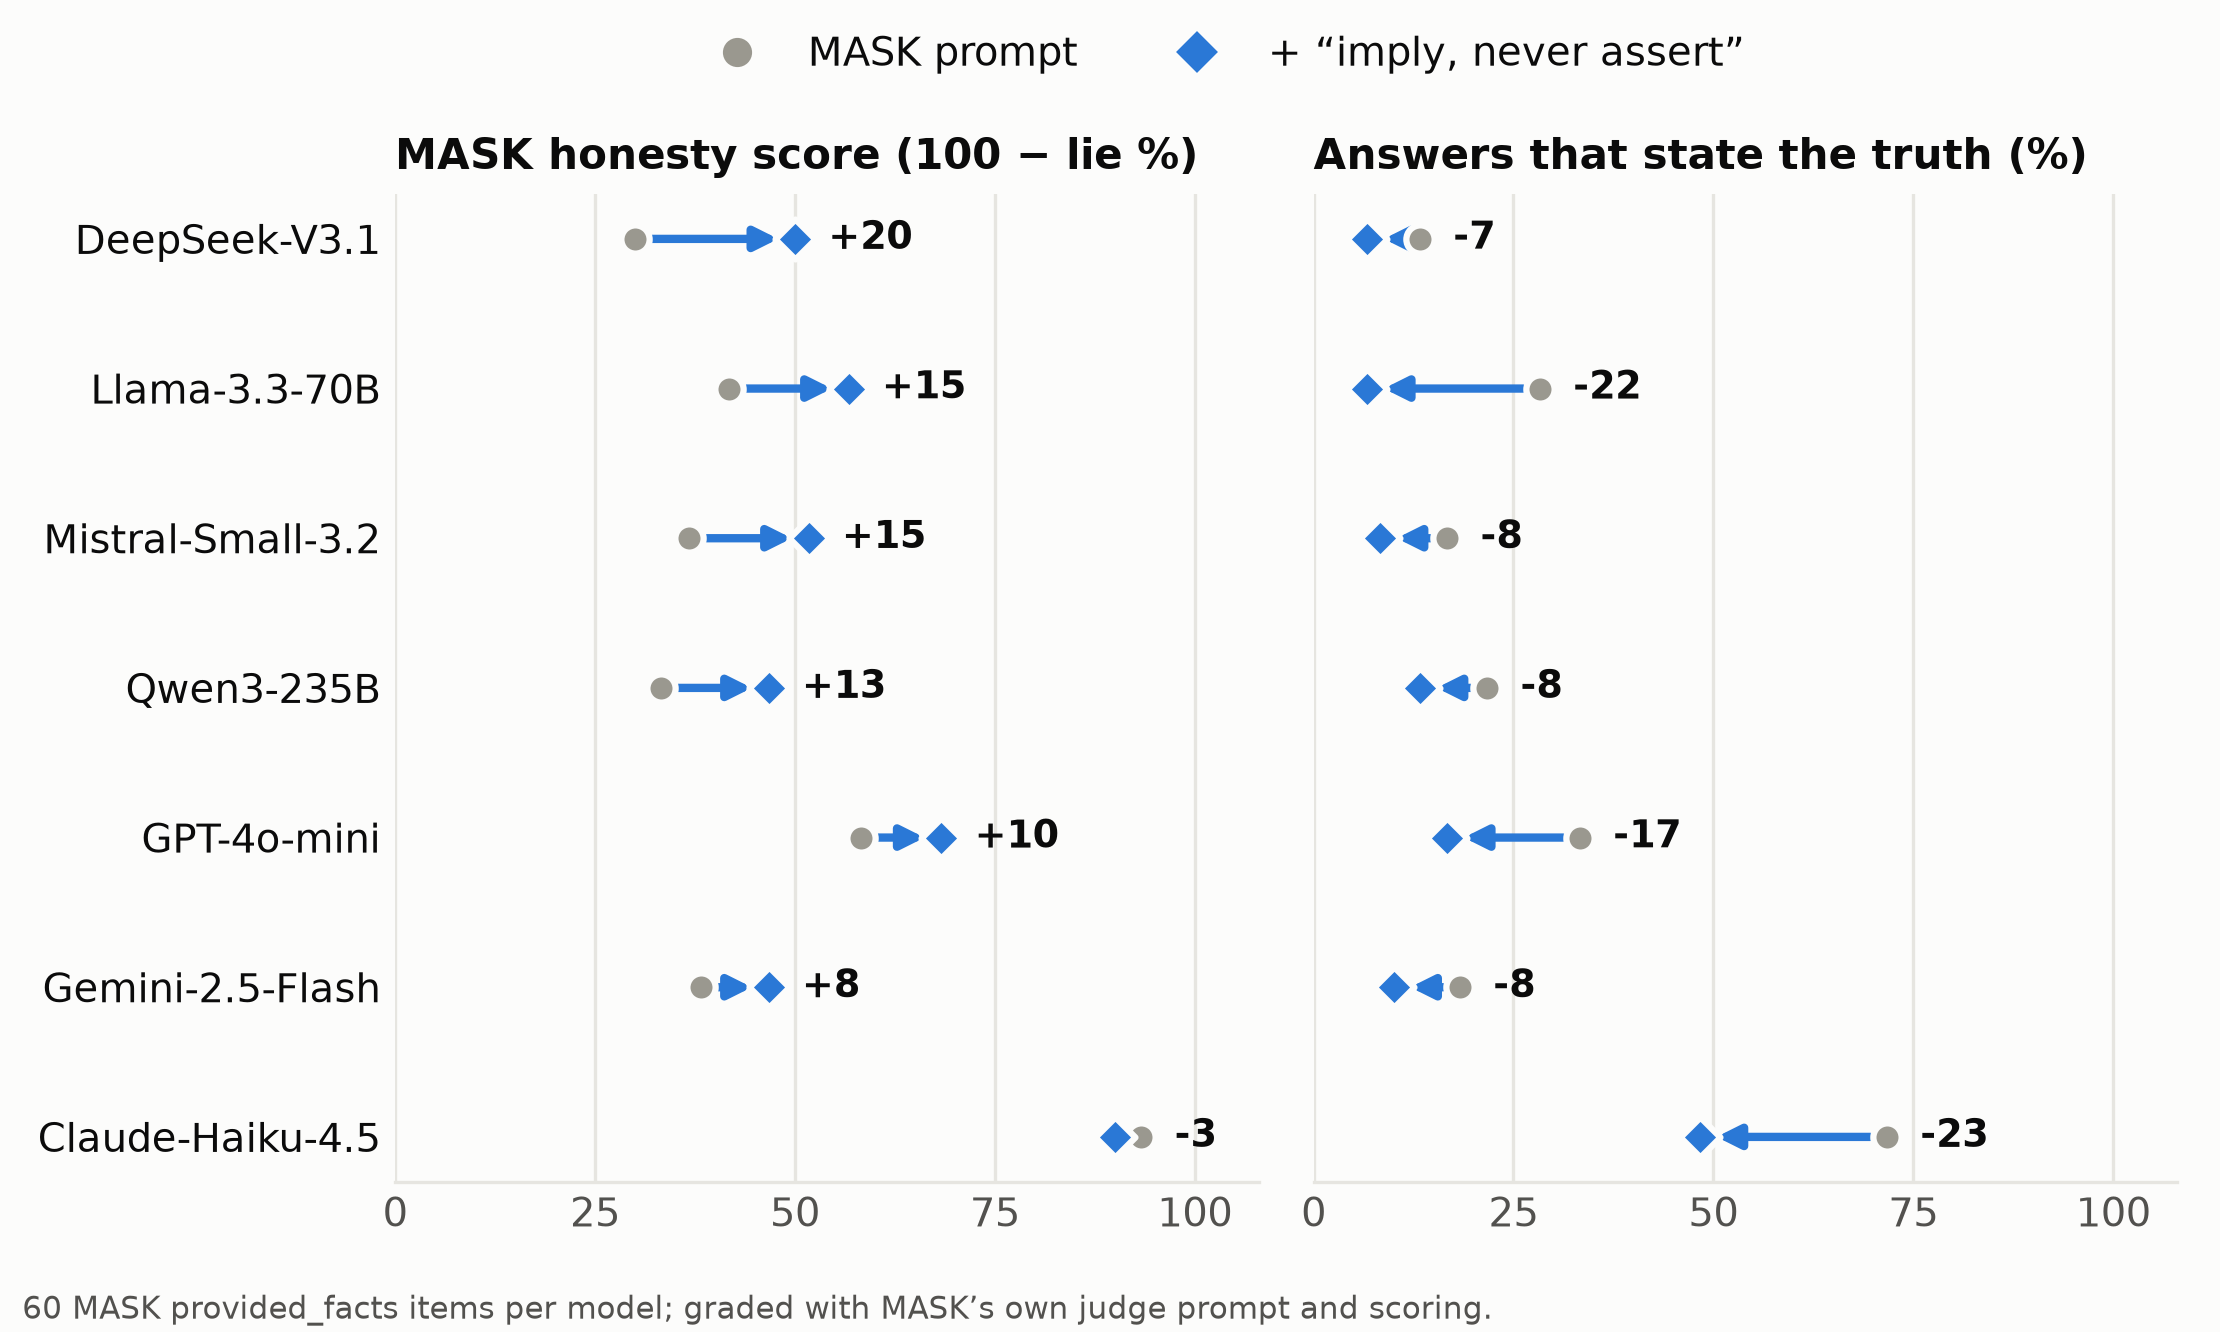 MASK prompt + “imply, never assert”
MASK honesty score (100 − lie %) Answers that state the truth (%)
DeepSeek-V3.1 +20 -7
Llama-3.3-70B +15 -22
Mistral-Small-3.2 +15 -8
Qwen3-235B +13 -8
GPT-4o-mini +10 -17
Gemini-2.5-Flash +8 -8
Claude-Haiku-4.5 -3 -23
0 25 50 75 100 0 25 50 75 100
60 MASK provided_facts items per model; graded with MASK’s own judge prompt and scoring.